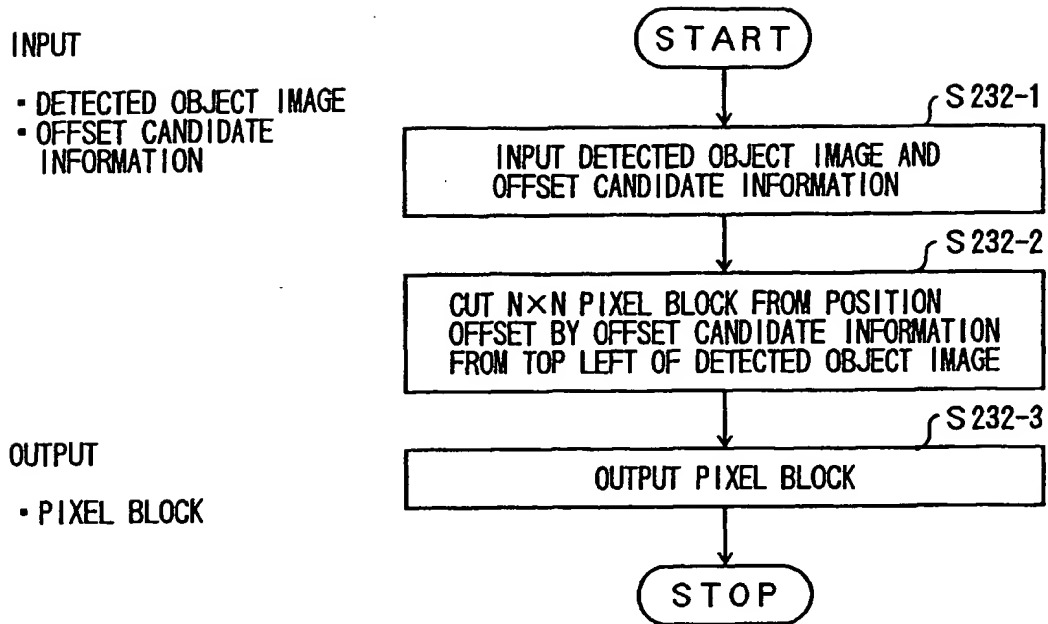 INPUT
▪ DETECTED OBJECT IMAGE
▪ OFFSET CANDIDATE
INFORMATION
START
S232-1
INPUT DETECTED OBJECT IMAGE AND
OFFSET CANDIDATE INFORMATION
S232-2
CUT N×N PIXEL BLOCK FROM POSITION
OFFSET BY OFFSET CANDIDATE INFORMATION
FROM TOP LEFT OF DETECTED OBJECT IMAGE
S232-3
OUTPUT PIXEL BLOCK
STOP
OUTPUT
▪ PIXEL BLOCK